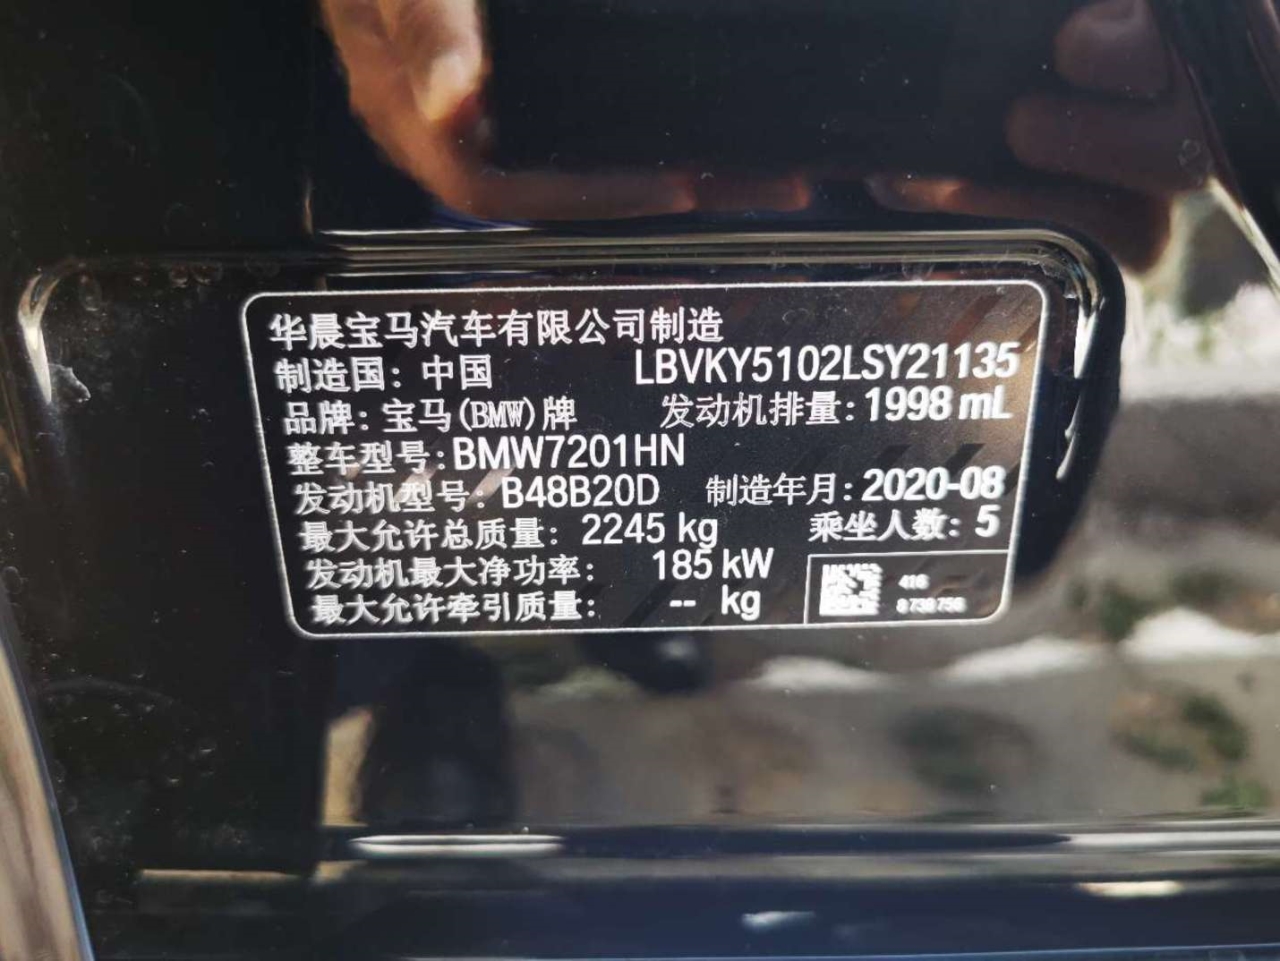 华晨宝马汽车有限公司制造
制造国：中国 LBVKY5102LSY21135
品牌：宝马(BMW)牌 发动机排量：1998 mL
整车型号：BMW7201HN
发动机型号：B48B20D 制造年月：2020-08
最大允许总质量：2245 kg 乘坐人数：5
发动机最大净功率： 185 kW
最大允许牵引质量： -- kg
416
8738756